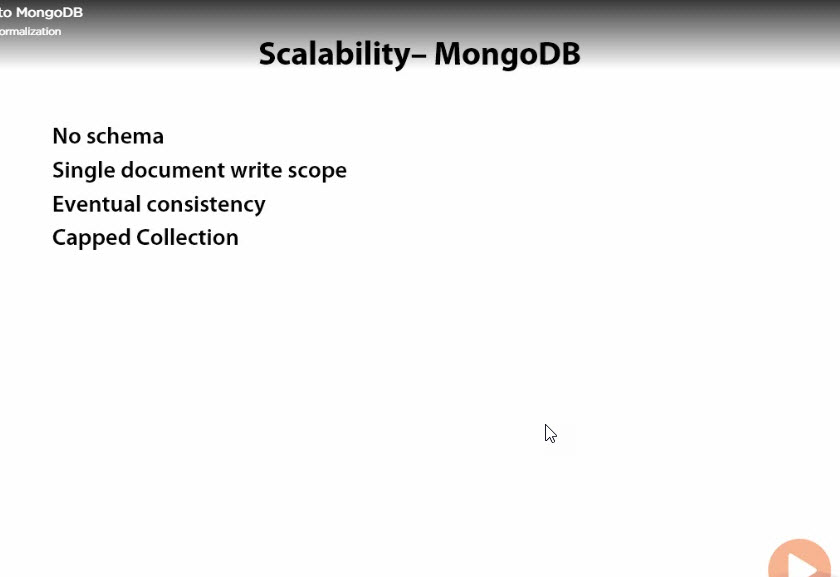 to MongoDB
ormalization
Scalability– MongoDB
No schema
Single document write scope
Eventual consistency
Capped Collection